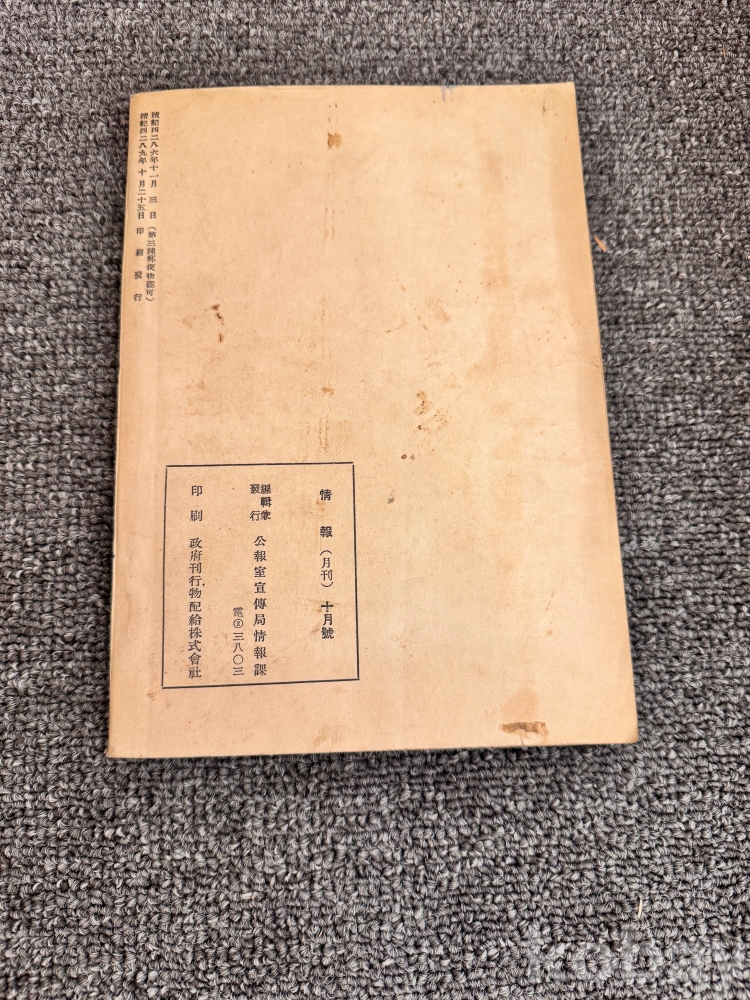 檀紀四二八六年十一月 三 日 (第三種郵便物認可)
檀紀四二八九年 十 月二十五日 印 刷 發 行
情 報 (月刊) 十月號
編輯兼
發 行 公報室宣傳局情報課
電②三八〇三
印 刷 政府刊行物配給株式會社